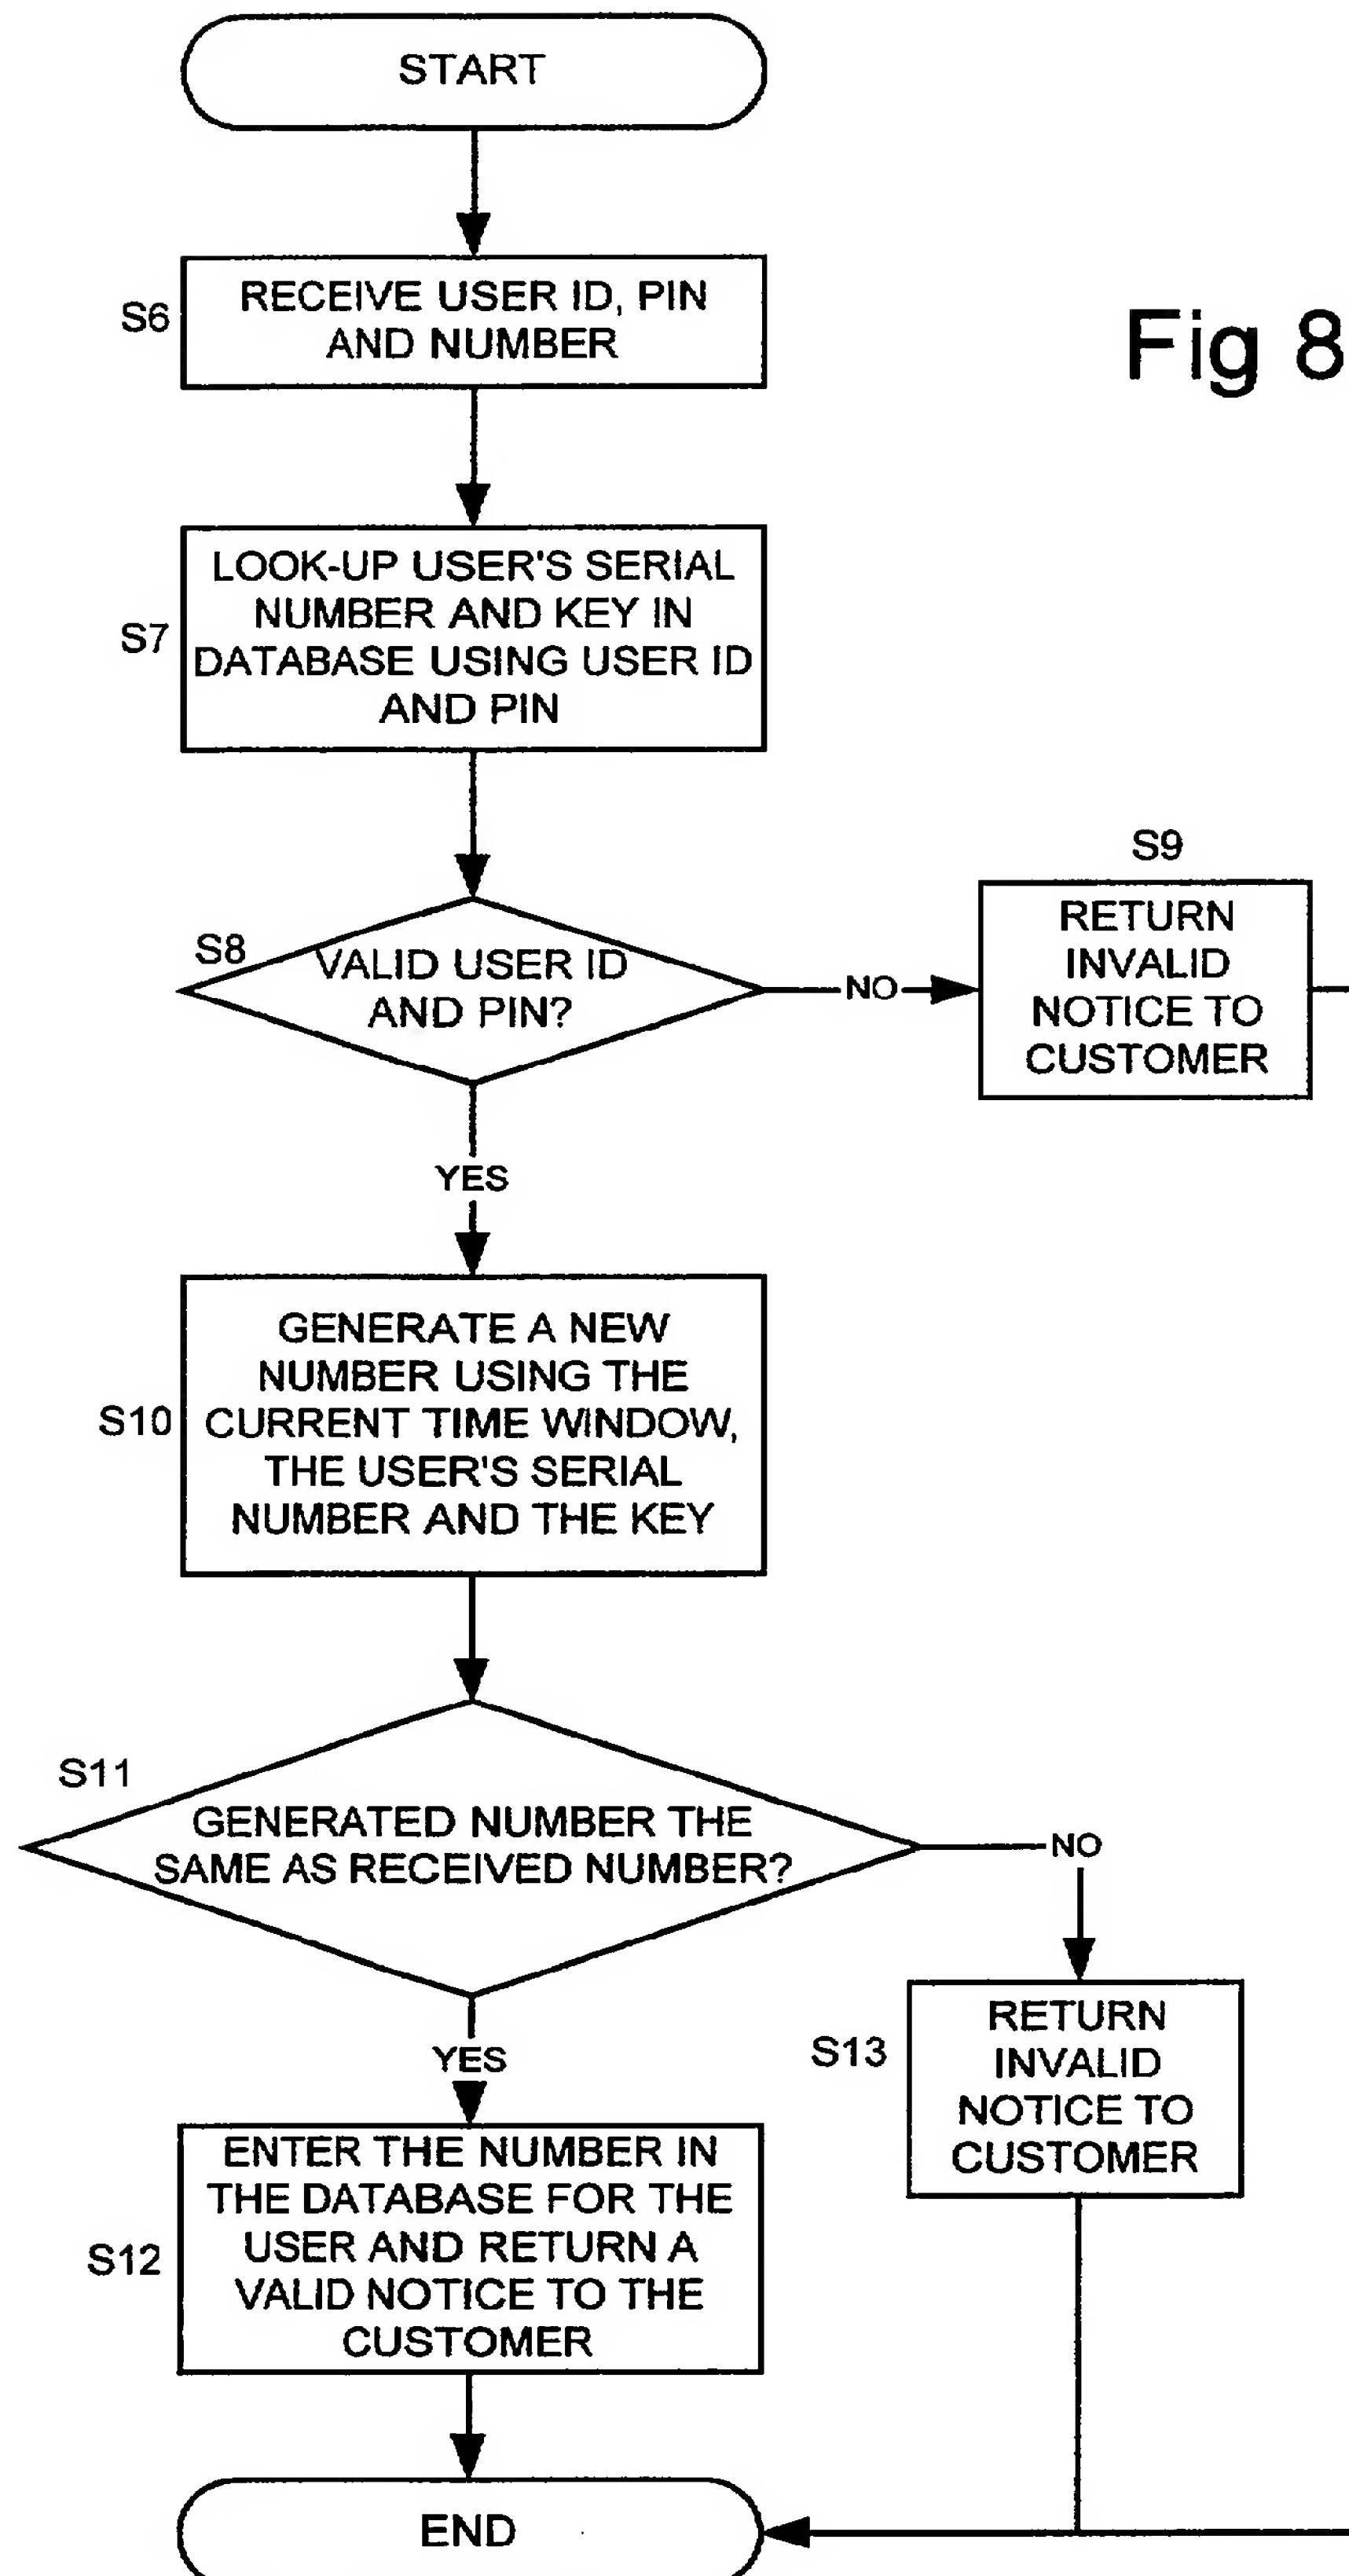 START
S6
RECEIVE USER ID, PIN
AND NUMBER
Fig 8
S7
LOOK-UP USER'S SERIAL
NUMBER AND KEY IN
DATABASE USING USER ID
AND PIN
S8
VALID USER ID
AND PIN?
NO
S9
RETURN
INVALID
NOTICE TO
CUSTOMER
YES
S10
GENERATE A NEW
NUMBER USING THE
CURRENT TIME WINDOW,
THE USER'S SERIAL
NUMBER AND THE KEY
S11
GENERATED NUMBER THE
SAME AS RECEIVED NUMBER?
NO
S13
RETURN
INVALID
NOTICE TO
CUSTOMER
YES
S12
ENTER THE NUMBER IN
THE DATABASE FOR THE
USER AND RETURN A
VALID NOTICE TO THE
CUSTOMER
END